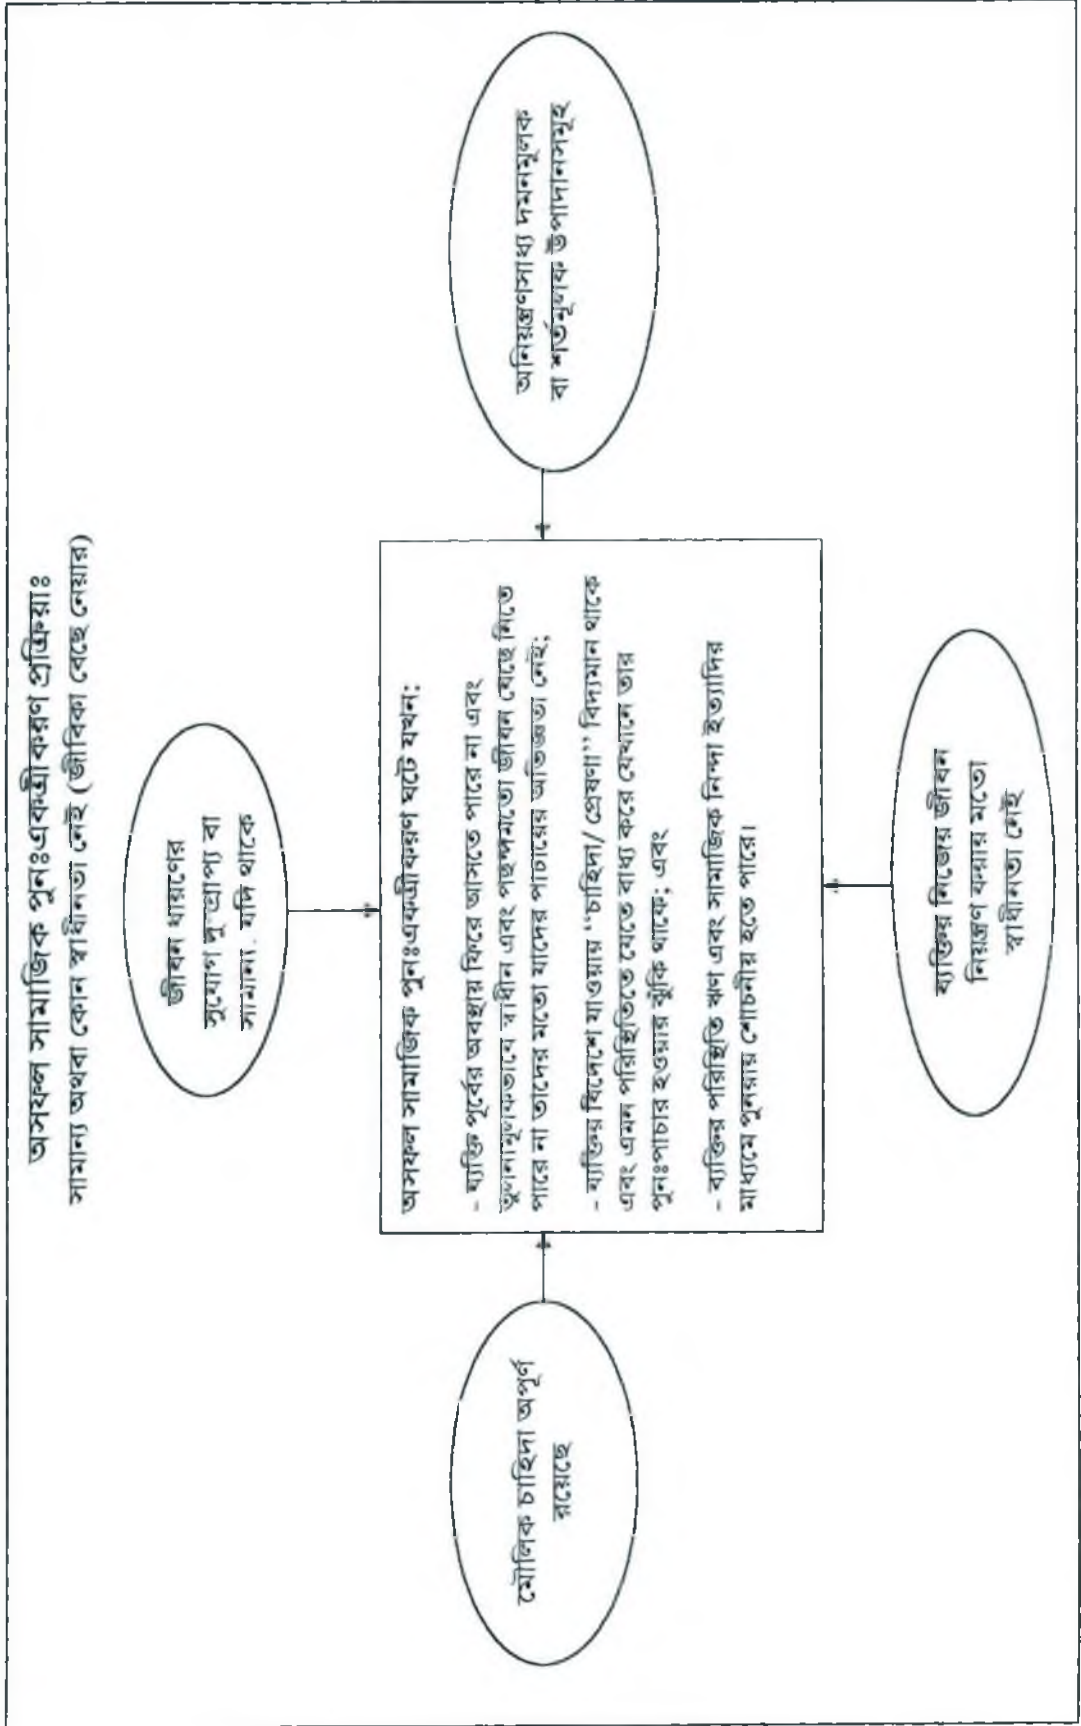 অসফল সামাজিক পুনঃএকত্রীকরণ প্রক্রিয়াঃ
সামান্য অথবা কোন স্বাধীনতা নেই (জীবিকা বেছে নেয়ার)
জীবন ধারণের
সুযোগ দুষ্প্রাপ্য বা
সামান্য যদি থাকে
মৌলিক চাহিদা অপূর্ণ
রয়েছে
অসফল সামাজিক পুনঃএকত্রীকরণ ঘটে যখন:
- ব্যক্তি পূর্বের অবস্থায় ফিরে আসতে পারে না এবং
তুলনামূলকভাবে স্বাধীন এবং পছন্দমতো জীবন বেছে নিতে
পারে না তাদের মতো যাদের পাচারের অভিজ্ঞতা নেই;
- ব্যক্তির বিদেশে যাওয়ার "চাহিদা/ প্রেষণা" বিদ্যমান থাকে
এবং এমন পরিস্থিতিতে যেতে বাধ্য করে যেখানে তার
পুনঃপাচার হওয়ার ঝুঁকি থাকে; এবং
- ব্যক্তির পরিস্থিতি ঋণ এবং সামাজিক নিন্দা ইত্যাদির
মাধ্যমে পুনরায় শোচনীয় হতে পারে।
অনিয়ন্ত্রণসাধ্য দমনমূলক
বা শর্তমূলক উপাদানসমূহ
ব্যক্তির নিজের জীবন
নিয়ন্ত্রণ করার মতো
স্বাধীনতা নেই